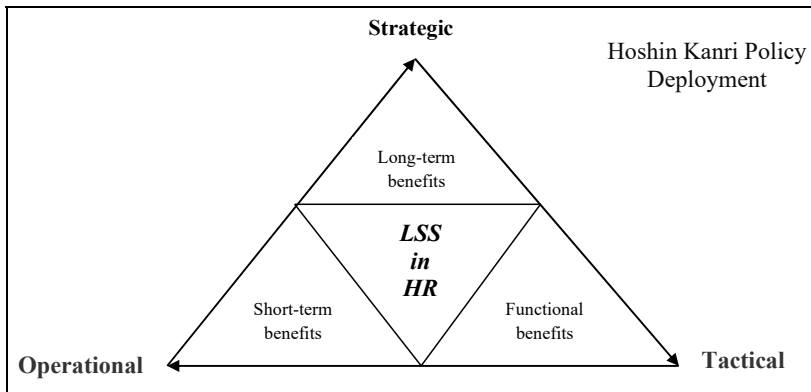 Strategic
Hoshin Kanri Policy
Deployment
Long-term
benefits
LSS
in
HR
Short-term
benefits
Functional
benefits
Operational
Tactical